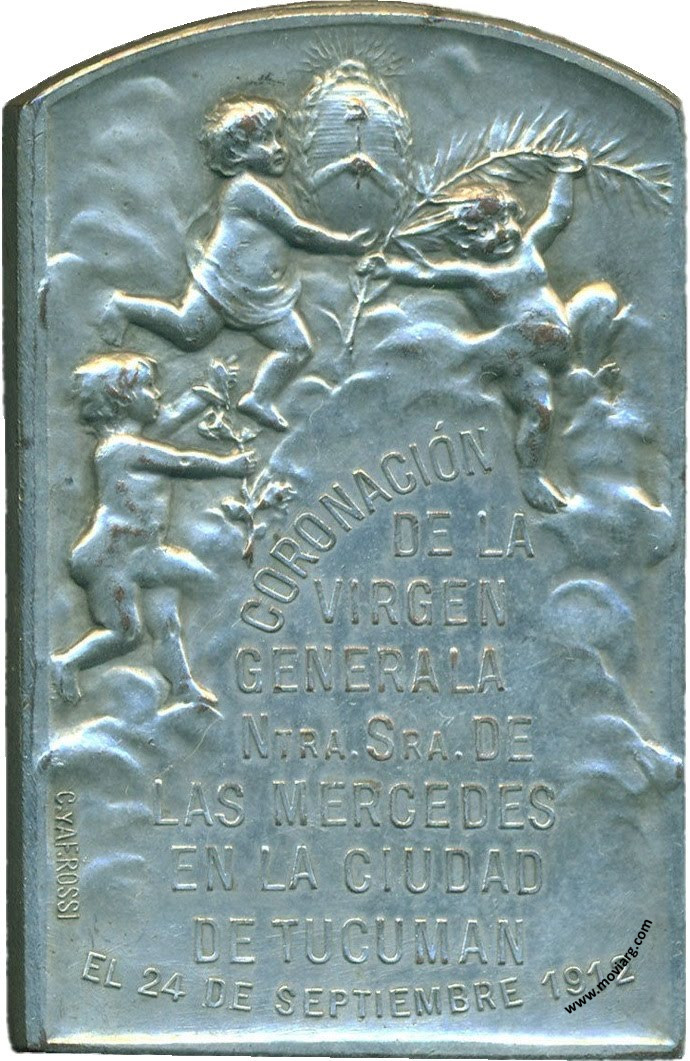 CORONACIÓN
DE LA
VIRGEN
GENERALA
NTRA. SRA. DE
LAS MERCEDES
EN LA CIUDAD
DE TUCUMAN
EL 24 DE SEPTIEMBRE 1912
C.Y A.F. ROSSI
www.moviarg.com